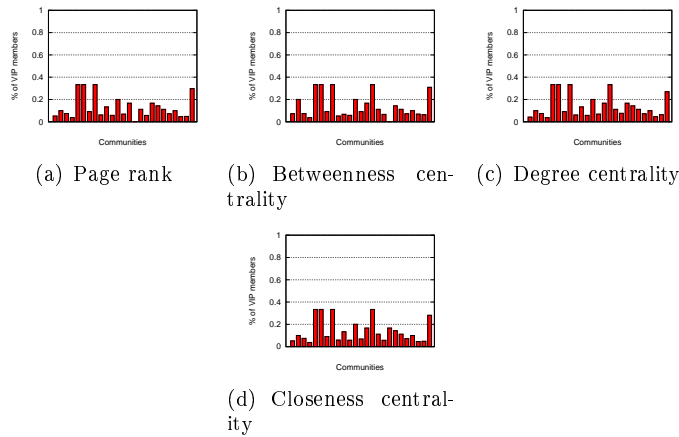 1
0.8
0.6
0.4
0.2
0
% of VIP members
Communities
(a) Page rank
1
0.8
0.6
0.4
0.2
0
% of VIP members
Communities
(b) Betweenness cen-
trality
1
0.8
0.6
0.4
0.2
0
% of VIP members
Communities
(c) Degree centrality
1
0.8
0.6
0.4
0.2
0
% of VIP members
Communities
(d) Closeness central-
ity